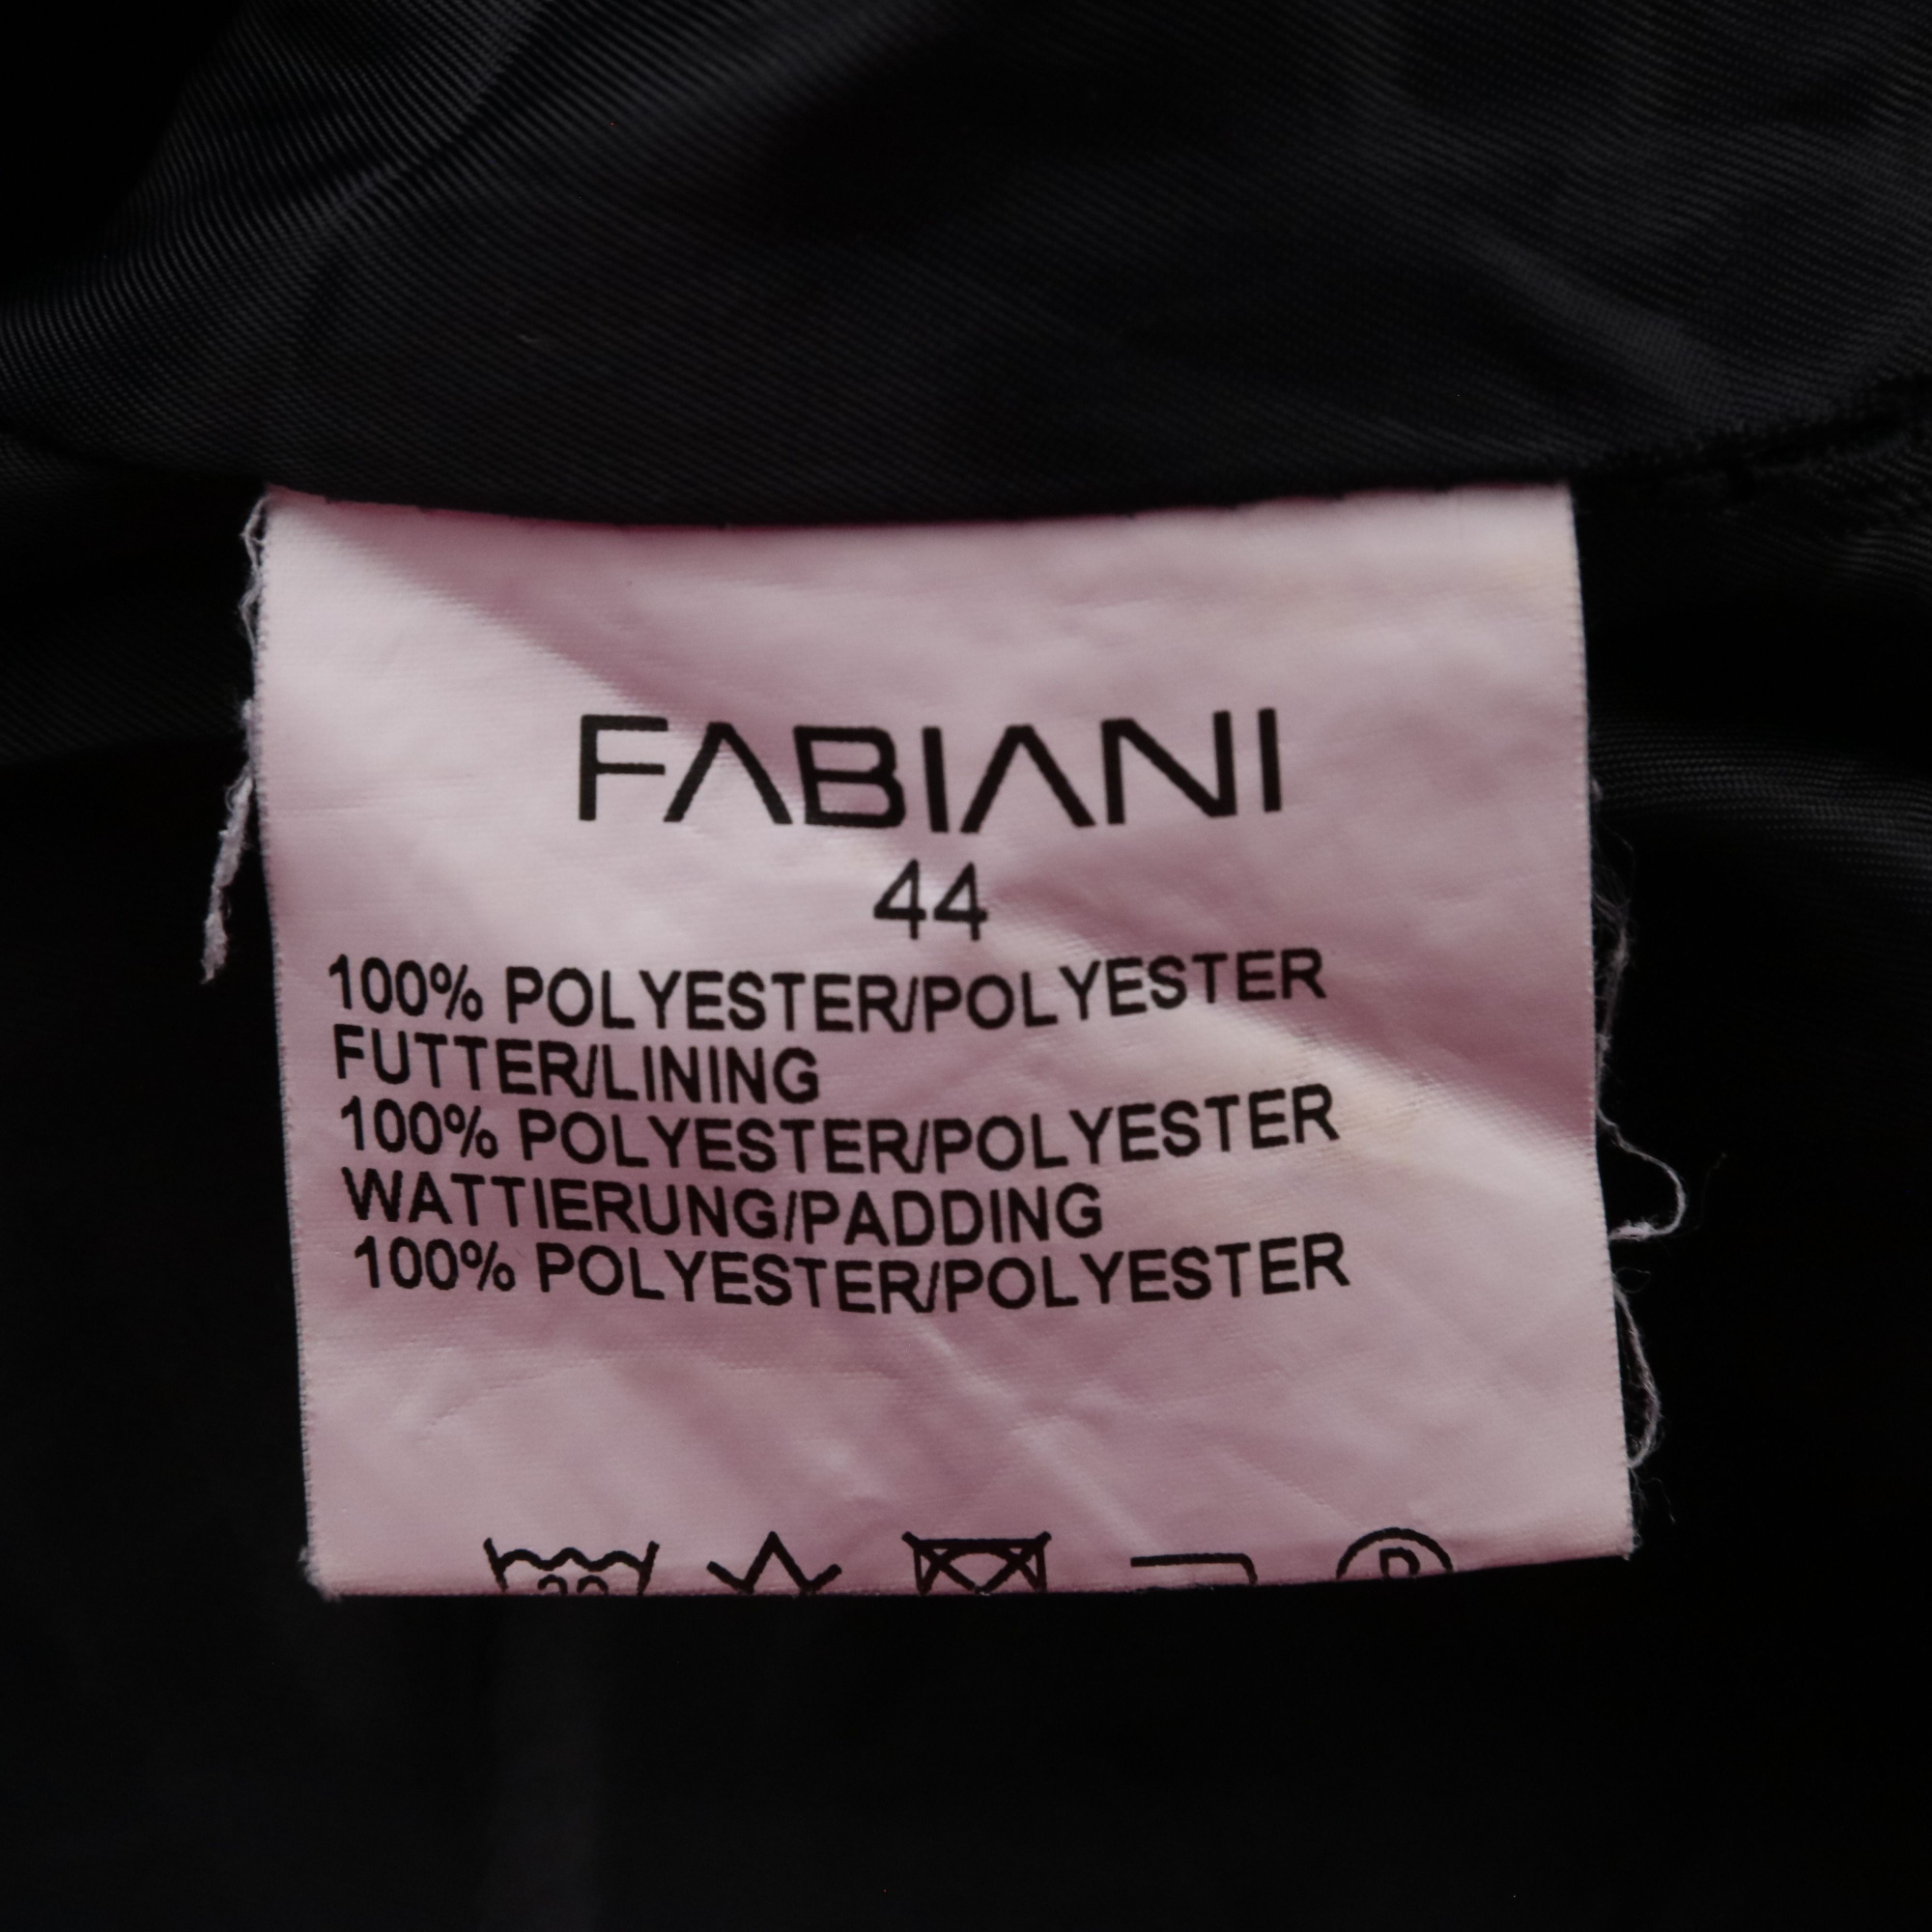 FABIANI
44
100% POLYESTER/POLYESTER
FUTTER/LINING
100% POLYESTER/POLYESTER
WATTIERUNG/PADDING
100% POLYESTER/POLYESTER